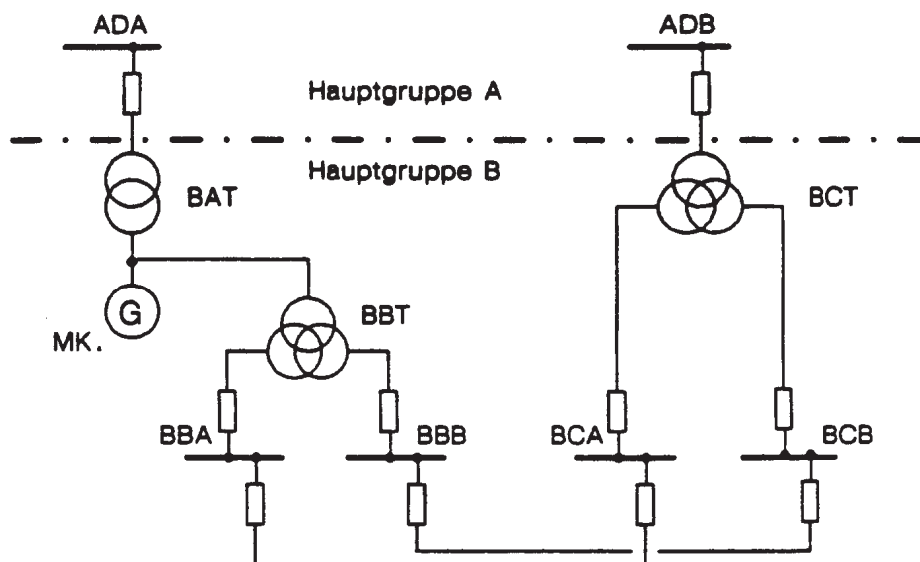 ADA
ADB
Hauptgruppe A
Hauptgruppe B
BAT
BCT
G
BBT
MK.
BBA
BBB
BCA
BCB